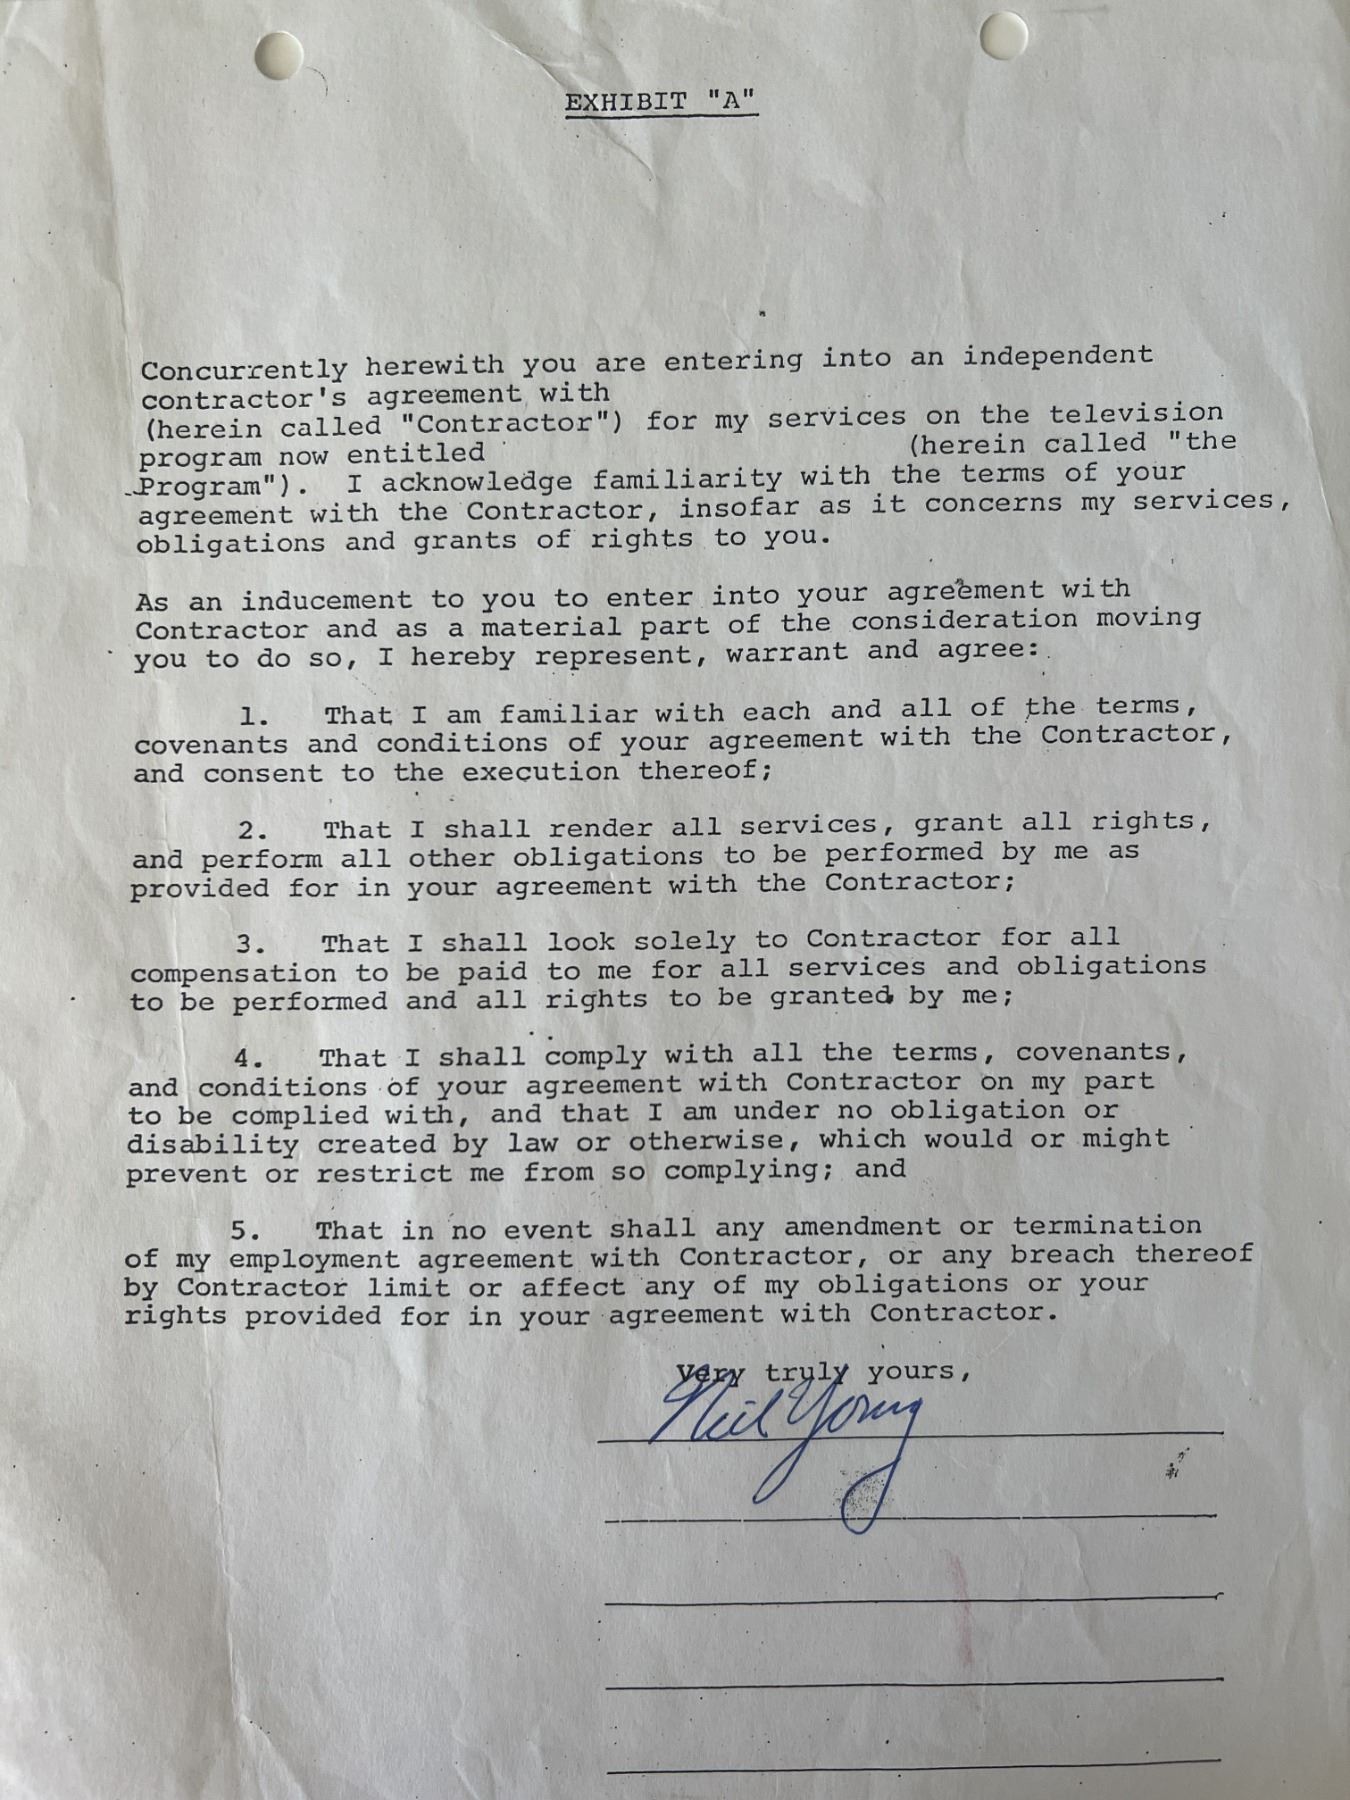 EXHIBIT "A"
Concurrently herewith you are entering into an independent
contractor's agreement with
(herein called "Contractor") for my services on the television
program now entitled (herein called "the
Program"). I acknowledge familiarity with the terms of your
agreement with the Contractor, insofar as it concerns my services,
obligations and grants of rights to you.
As an inducement to you to enter into your agreement with
Contractor and as a material part of the consideration moving
you to do so, I hereby represent, warrant and agree:
1. That I am familiar with each and all of the terms,
covenants and conditions of your agreement with the Contractor,
and consent to the execution thereof;
2. That I shall render all services, grant all rights,
and perform all other obligations to be performed by me as
provided for in your agreement with the Contractor;
3. That I shall look solely to Contractor for all
compensation to be paid to me for all services and obligations
to be performed and all rights to be granted by me;
4. That I shall comply with all the terms, covenants,
and conditions of your agreement with Contractor on my part
to be complied with, and that I am under no obligation or
disability created by law or otherwise, which would or might
prevent or restrict me from so complying; and
5. That in no event shall any amendment or termination
of my employment agreement with Contractor, or any breach thereof
by Contractor limit or affect any of my obligations or your
rights provided for in your agreement with Contractor.
Very truly yours,
Neil Young